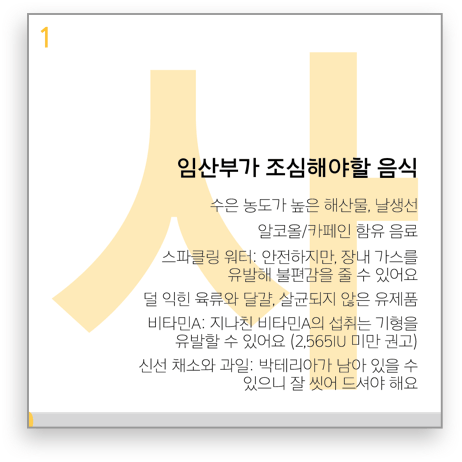 1
사
임산부가 조심해야할 음식
수은 농도가 높은 해산물, 날생선
알코올/카페인 함유 음료
스파클링 워터: 안전하지만, 장내 가스를
유발해 불편감을 줄 수 있어요
덜 익힌 육류와 달걀, 살균되지 않은 유제품
비타민A: 지나친 비타민A의 섭취는 기형을
유발할 수 있어요 (2,565IU 미만 권고)
신선 채소와 과일: 박테리아가 남아 있을 수
있으니 잘 씻어 드셔야 해요